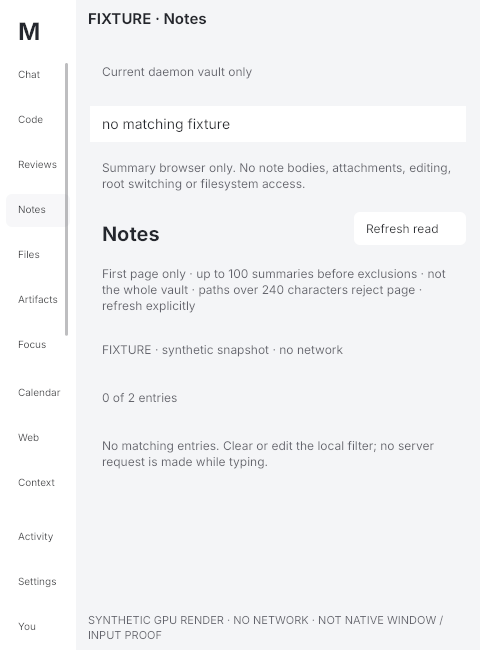 M
Chat
Code
Reviews
Notes
Files
Artifacts
Focus
Calendar
Web
Context
Activity
Settings
You
FIXTURE · Notes
Current daemon vault only
no matching fixture
Summary browser only. No note bodies, attachments, editing,
root switching or filesystem access.
Notes
Refresh read
First page only · up to 100 summaries before exclusions · not
the whole vault · paths over 240 characters reject page ·
refresh explicitly
FIXTURE · synthetic snapshot · no network
0 of 2 entries
No matching entries. Clear or edit the local filter; no server
request is made while typing.
SYNTHETIC GPU RENDER · NO NETWORK · NOT NATIVE WINDOW /
INPUT PROOF